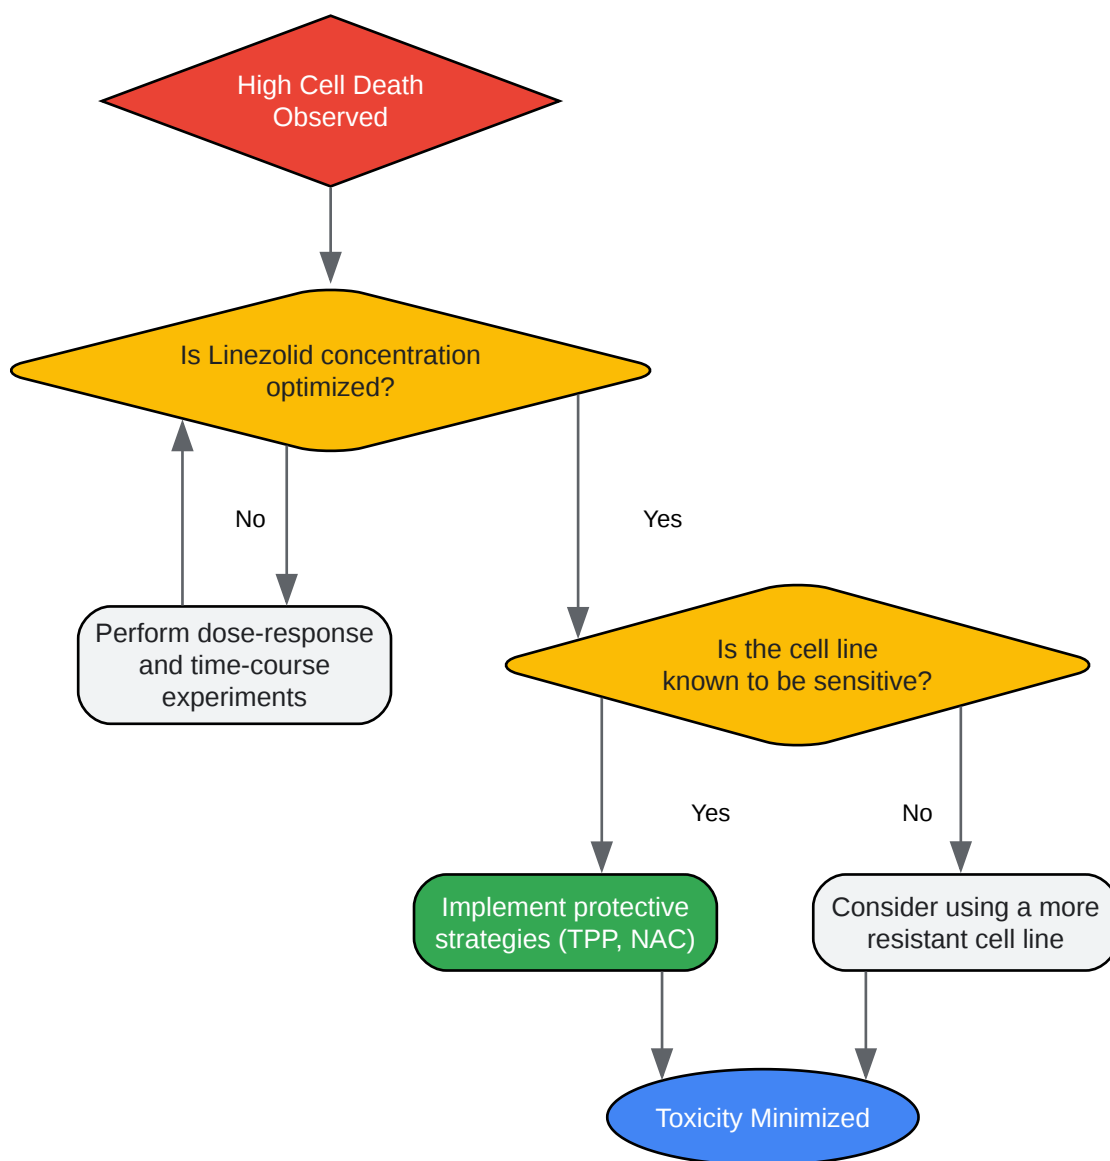 High Cell Death
Observed
Is Linezolid concentration
optimized?
No
Yes
Perform dose-response
and time-course
experiments
Is the cell line
known to be sensitive?
Yes
No
Implement protective
strategies (TPP, NAC)
Consider using a more
resistant cell line
Toxicity Minimized